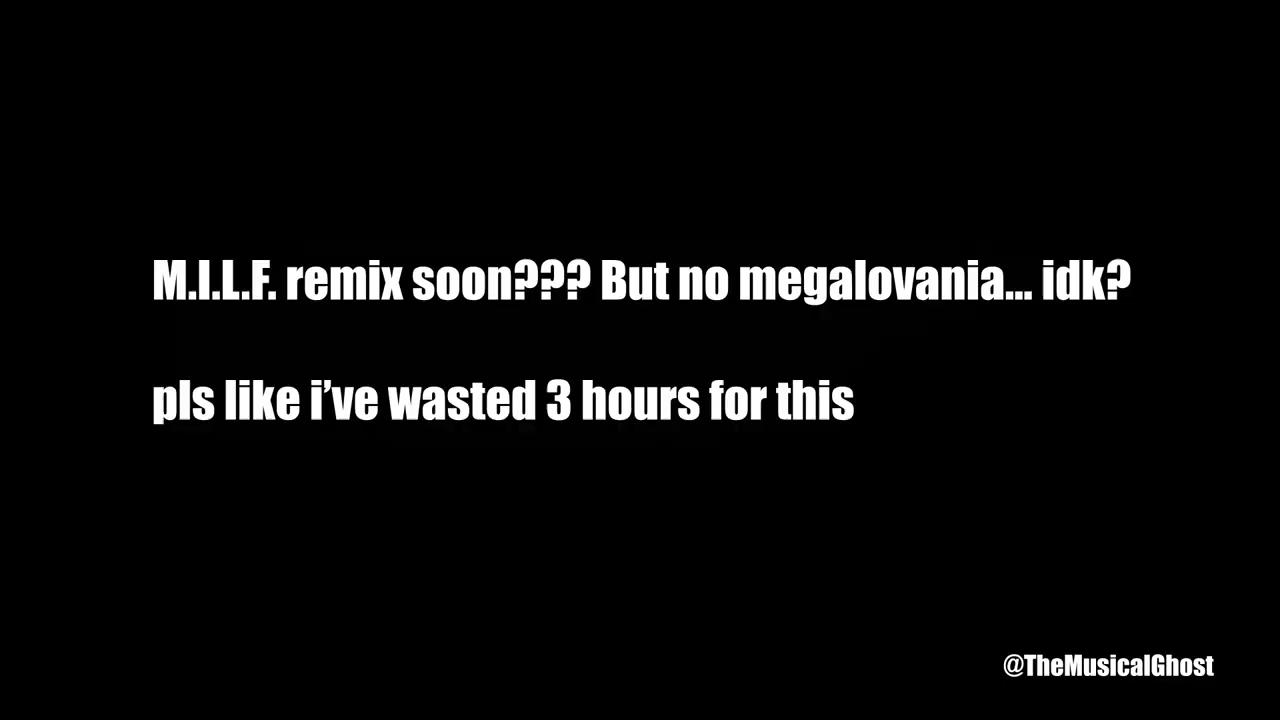 M.I.L.F. remix soon??? But no megalovania... idk?
pls like i’ve wasted 3 hours for this
@TheMusicalGhost